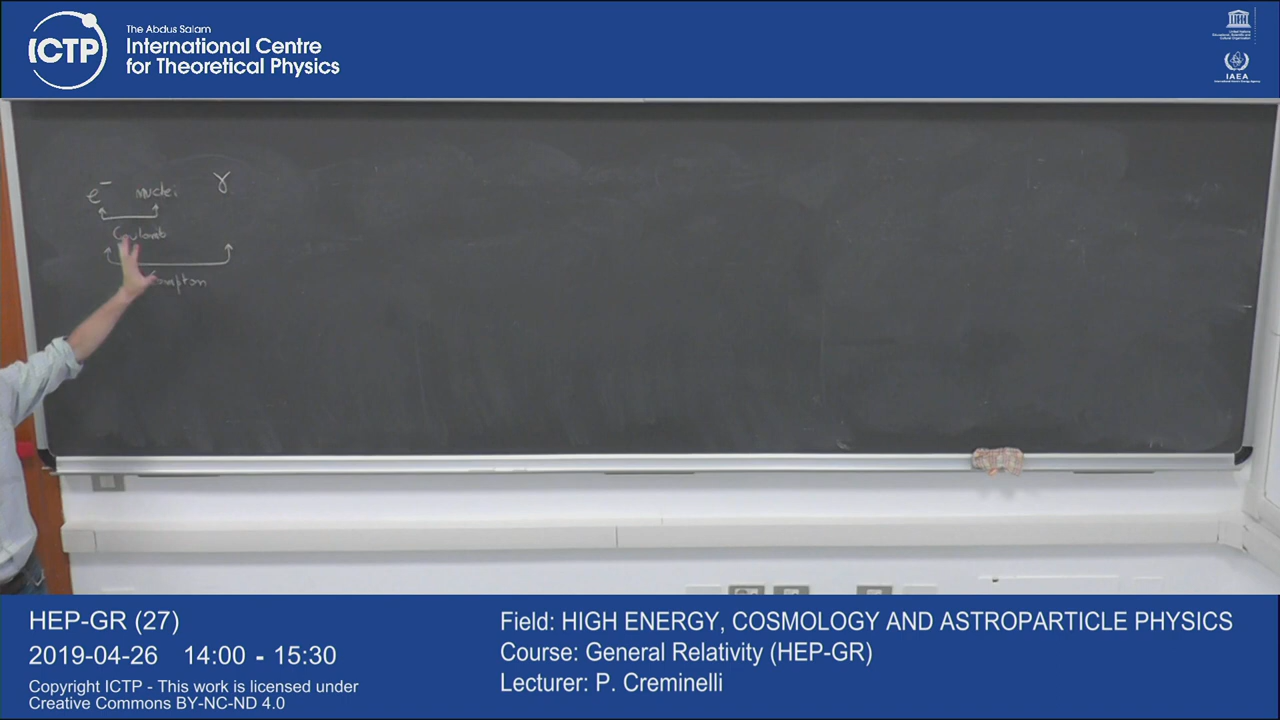 The Abdus Salam
ICTP International Centre
for Theoretical Physics
IAEA
e⁻ nuclei γ
Coulomb
Compton
HEP-GR (27)
2019-04-26 14:00 - 15:30
Copyright ICTP - This work is licensed under
Creative Commons BY-NC-ND 4.0
Field: HIGH ENERGY, COSMOLOGY AND ASTROPARTICLE PHYSICS
Course: General Relativity (HEP-GR)
Lecturer: P. Creminelli